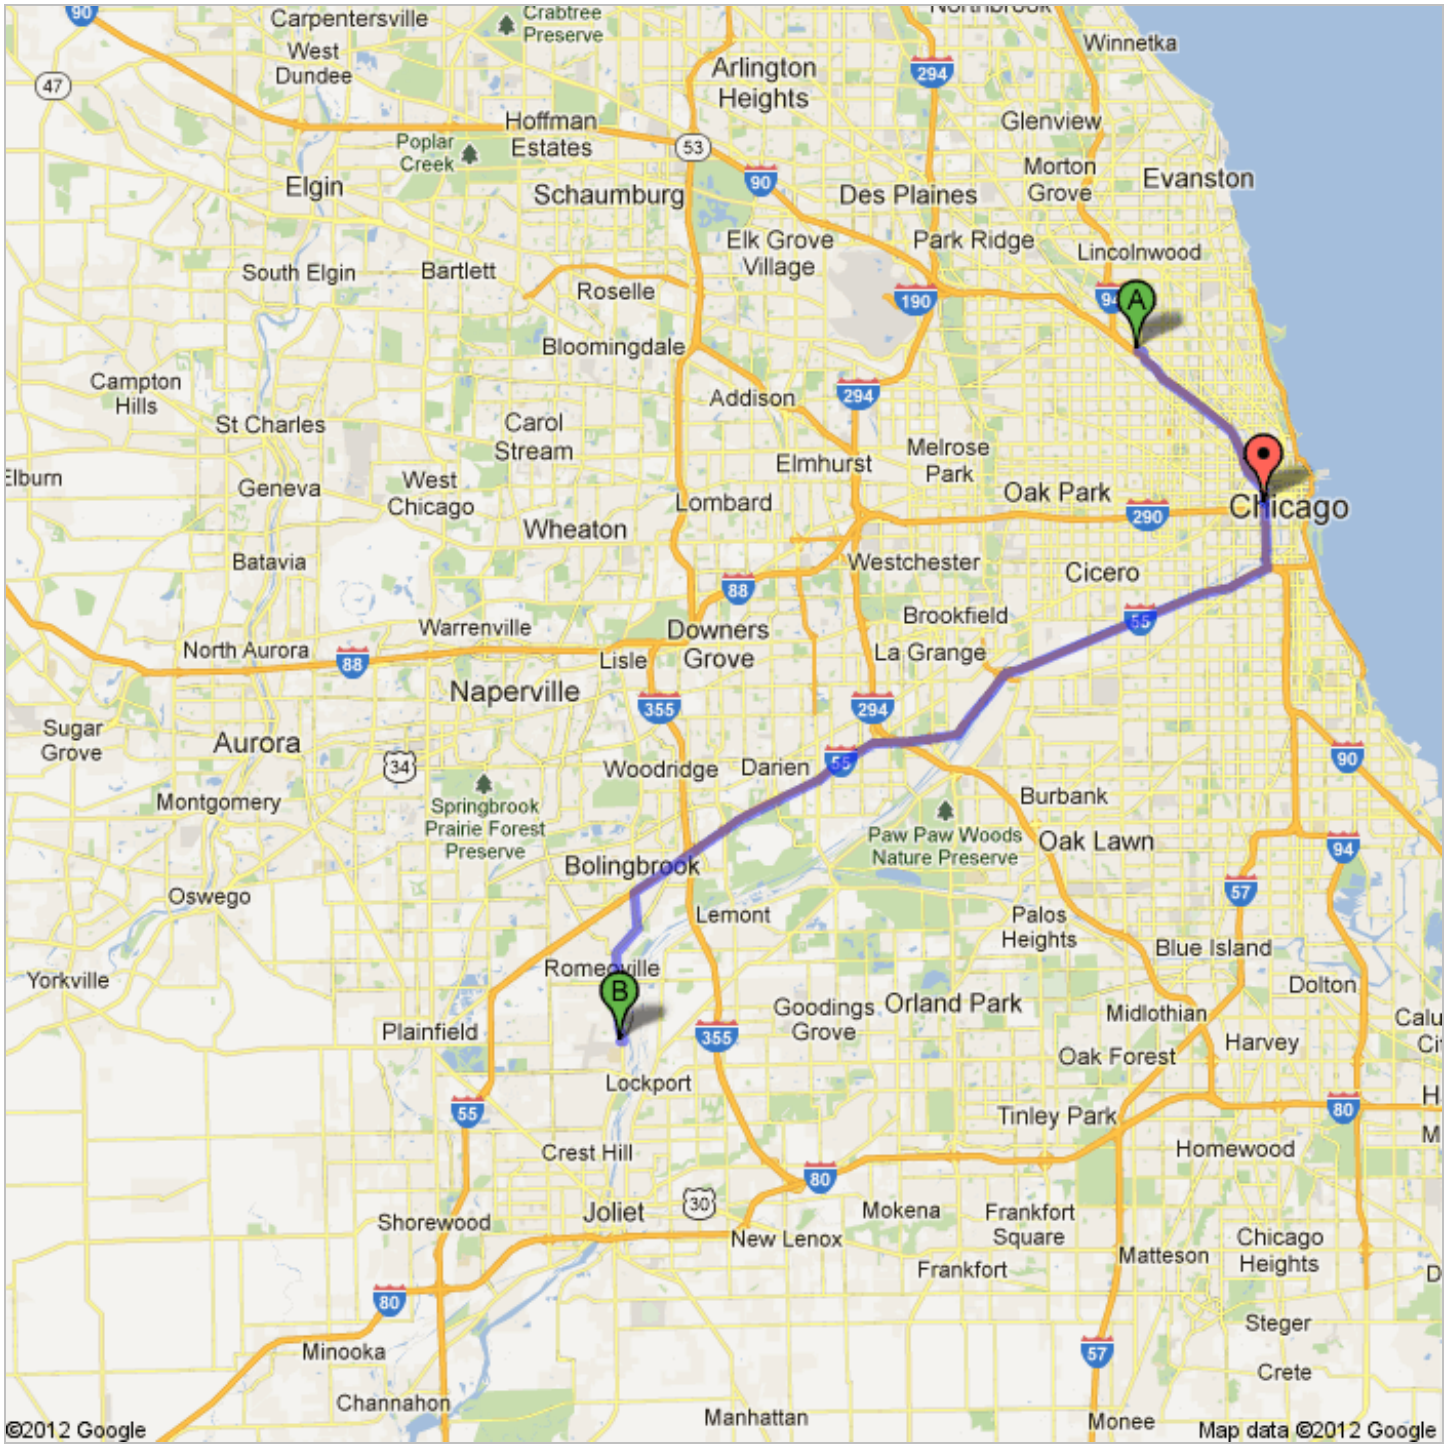 90
Carpentersville
Crabtree
Preserve
Northbrook
Winnetka
West
Dundee
47
Arlington
Heights
294
Hoffman
Estates
Glenview
Poplar
Creek
53
Elgin
Schaumburg
90
Des Plaines
Morton
Grove
Evanston
Elk Grove
Village
Park Ridge
Lincolnwood
South Elgin
Bartlett
Roselle
190
94
A
Bloomingdale
Campton
Hills
St Charles
Addison
294
Carol
Stream
Elmhurst
Melrose
Park
Elburn
Geneva
West
Chicago
Lombard
Oak Park
290
Chicago
Wheaton
Batavia
Westchester
Cicero
88
Brookfield
55
Warrenville
Downers
Grove
La Grange
North Aurora
88
Lisle
Naperville
355
294
Sugar
Grove
Aurora
34
Woodridge
Darien
55
90
Montgomery
Springbrook
Prairie Forest
Preserve
Burbank
Paw Paw Woods
Nature Preserve
Oak Lawn
94
Bolingbrook
57
Oswego
Lemont
Palos
Heights
Blue Island
Yorkville
Romeoville
B
Goodings
Grove
Orland Park
Dolton
Midlothian
Plainfield
355
Harvey
Calu
Ci
Oak Forest
Lockport
55
Tinley Park
80
H
M
Crest Hill
Homewood
80
Joliet
30
Mokena
Frankfort
Square
Shorewood
New Lenox
Matteson
Chicago
Heights
Frankfort
D
80
Minooka
Steger
57
Crete
Channahon
Manhattan
Monee
©2012 Google
Map data ©2012 Google